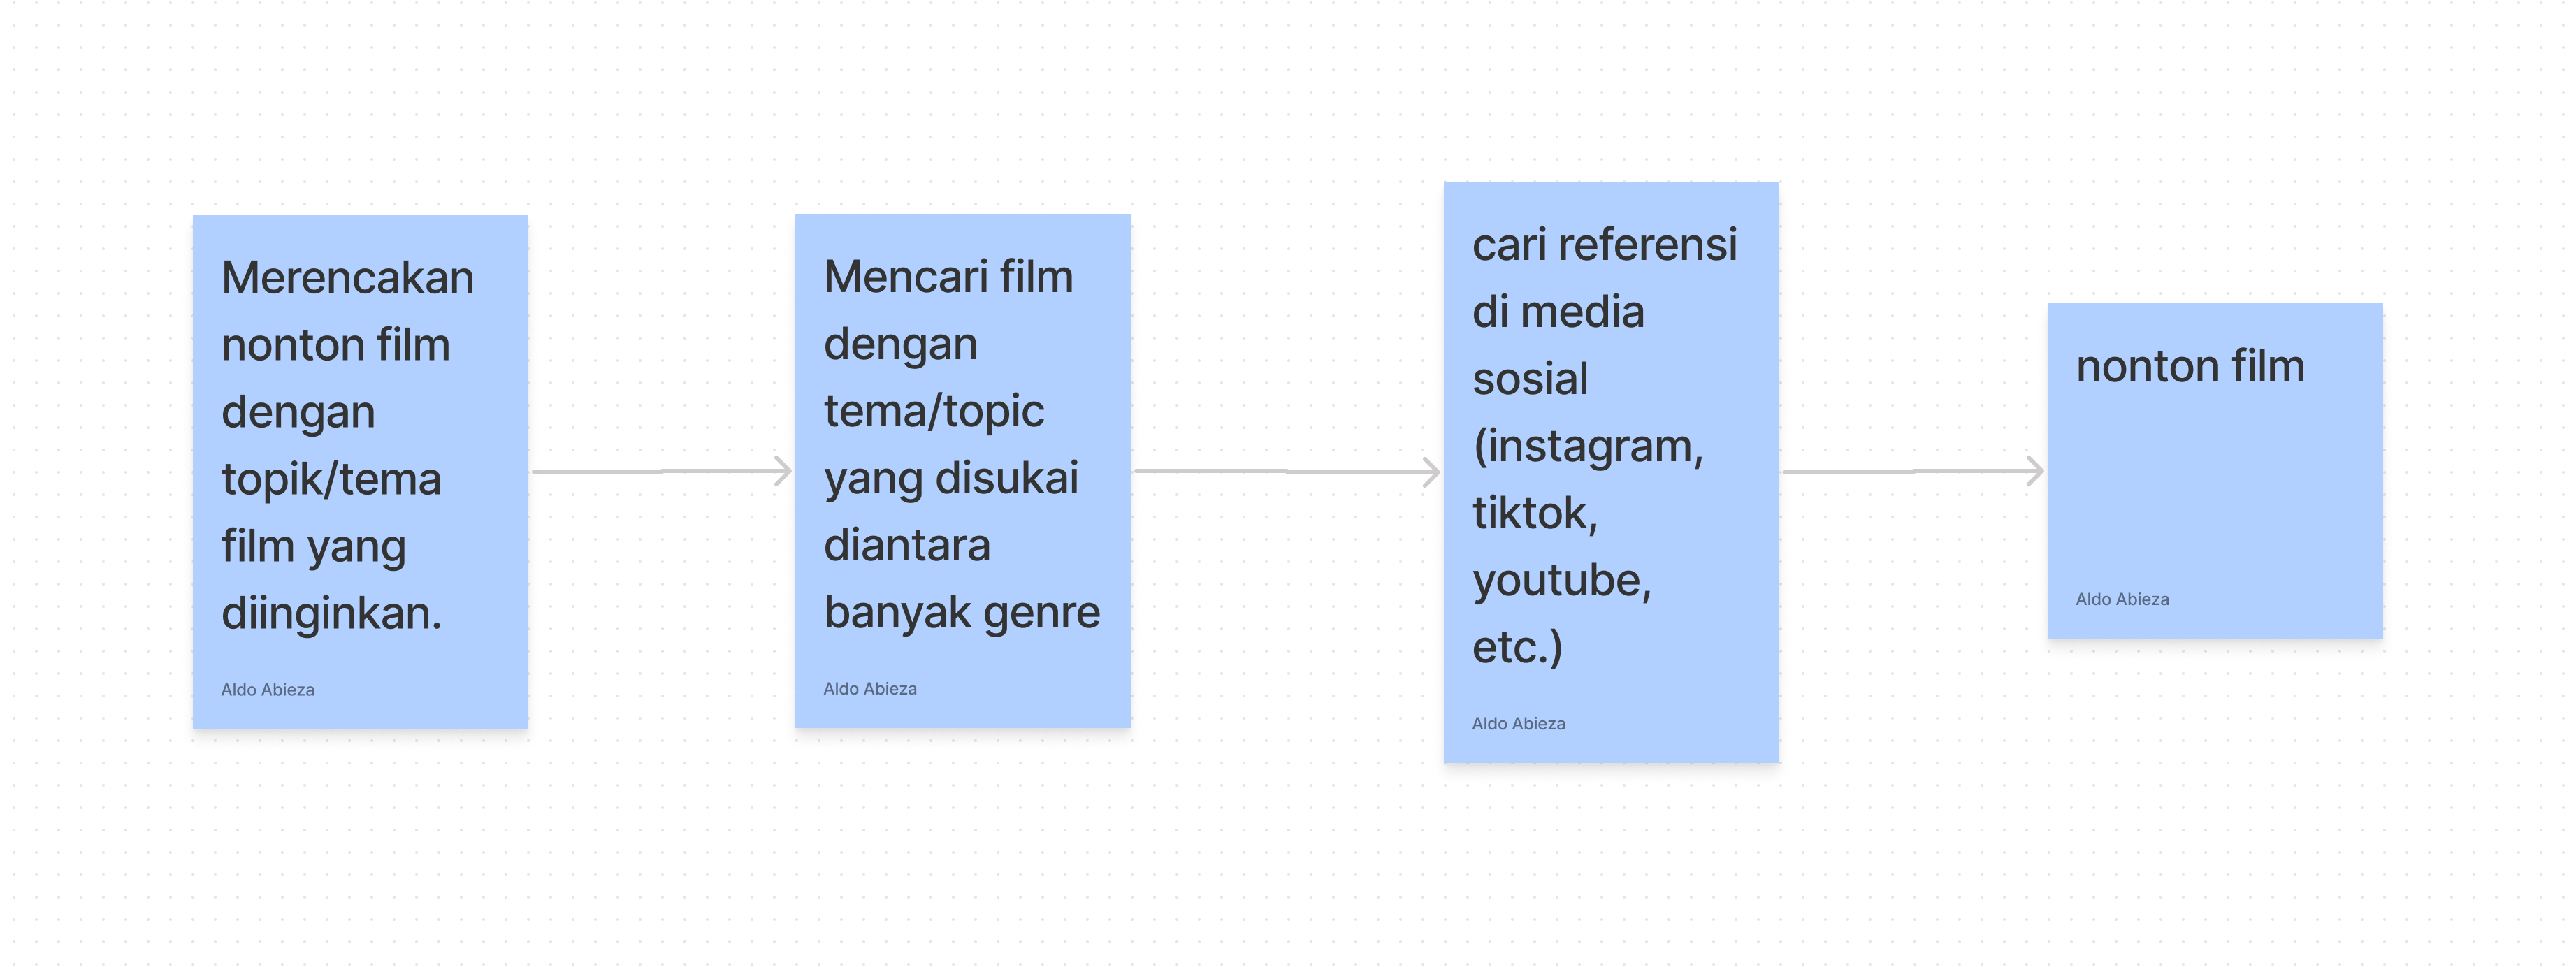 Merencakan
nonton film
dengan
topik/tema
film yang
diinginkan.
Aldo Abieza
Mencari film
dengan
tema/topic
yang disukai
diantara
banyak genre
Aldo Abieza
cari referensi
di media
sosial
(instagram,
tiktok,
youtube,
etc.)
Aldo Abieza
nonton film
Aldo Abieza